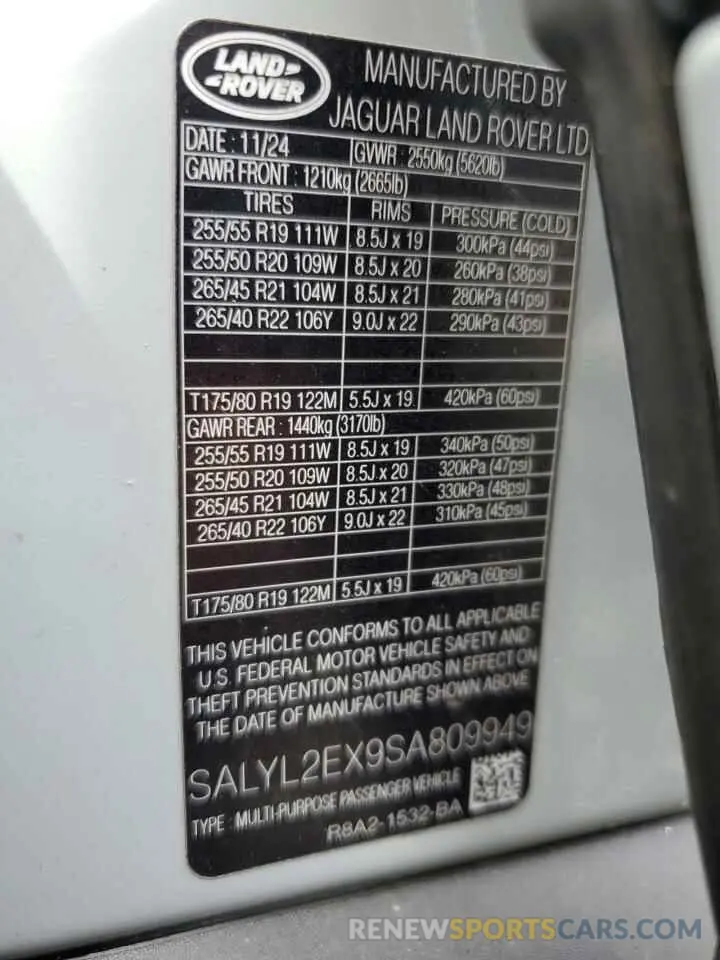 LAND-
-ROVER
MANUFACTURED BY
JAGUAR LAND ROVER LTD
DATE : 11/24 GVWR : 2550kg (5620lb)
GAWR FRONT : 1210kg (2665lb)
TIRES RIMS PRESSURE (COLD)
255/55 R19 111W 8.5J x 19 300kPa (44psi)
255/50 R20 109W 8.5J x 20 260kPa (38psi)
265/45 R21 104W 8.5J x 21 280kPa (41psi)
265/40 R22 106Y 9.0J x 22 290kPa (43psi)
T175/80 R19 122M 5.5J x 19 420kPa (60psi)
GAWR REAR : 1440kg (3170lb)
255/55 R19 111W 8.5J x 19 340kPa (50psi)
255/50 R20 109W 8.5J x 20 320kPa (47psi)
265/45 R21 104W 8.5J x 21 330kPa (48psi)
265/40 R22 106Y 9.0J x 22 310kPa (45psi)
T175/80 R19 122M 5.5J x 19 420kPa (60psi)
THIS VEHICLE CONFORMS TO ALL APPLICABLE
U.S. FEDERAL MOTOR VEHICLE SAFETY AND
THEFT PREVENTION STANDARDS IN EFFECT ON
THE DATE OF MANUFACTURE SHOWN ABOVE
SALYL2EX9SA809949
TYPE : MULTI-PURPOSE PASSENGER VEHICLE
R8A2-1532-BA
RENEWSPORTSCARS.COM